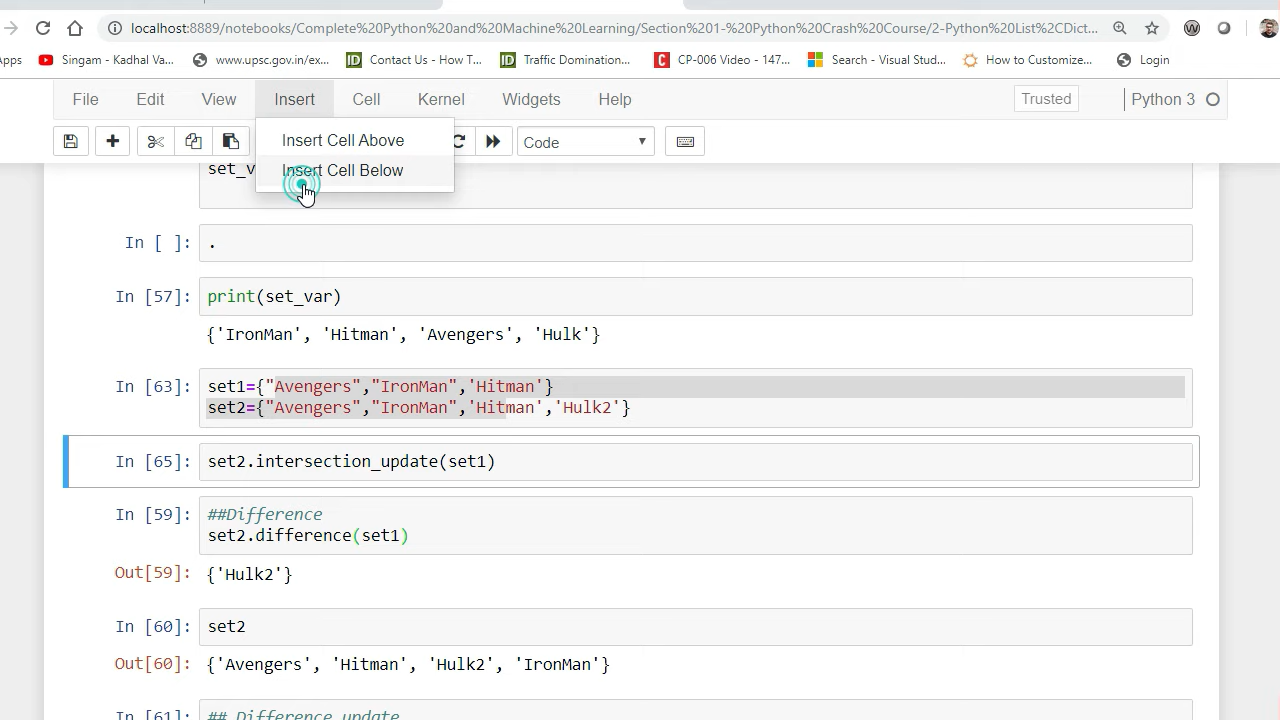 localhost:8889/notebooks/Complete%20Python%20and%20Machine%20Learning/Section%201-%20Python%20Crash%20Course/2-Python%20List%2CDict...
Apps Singam Kadhal Va... www.upsc.gov.in/ex... Contact Us - How T... Traffic Domination... CP-006 Video - 147... Search - Visual Stud... How to Customize... Login
File Edit View Insert Cell Kernel Widgets Help Trusted Python 3
Insert Cell Above
Code
Insert Cell Below
set_v
In [ ]: .
In [57]: print(set_var)
{'IronMan', 'Hitman', 'Avengers', 'Hulk'}
In [63]: set1={"Avengers","IronMan",'Hitman'}
set2={"Avengers","IronMan",'Hitman','Hulk2'}
In [65]: set2.intersection_update(set1)
In [59]: ##Difference
set2.difference(set1)
Out[59]: {'Hulk2'}
In [60]: set2
Out[60]: {'Avengers', 'Hitman', 'Hulk2', 'IronMan'}
In [61]: ## Difference update